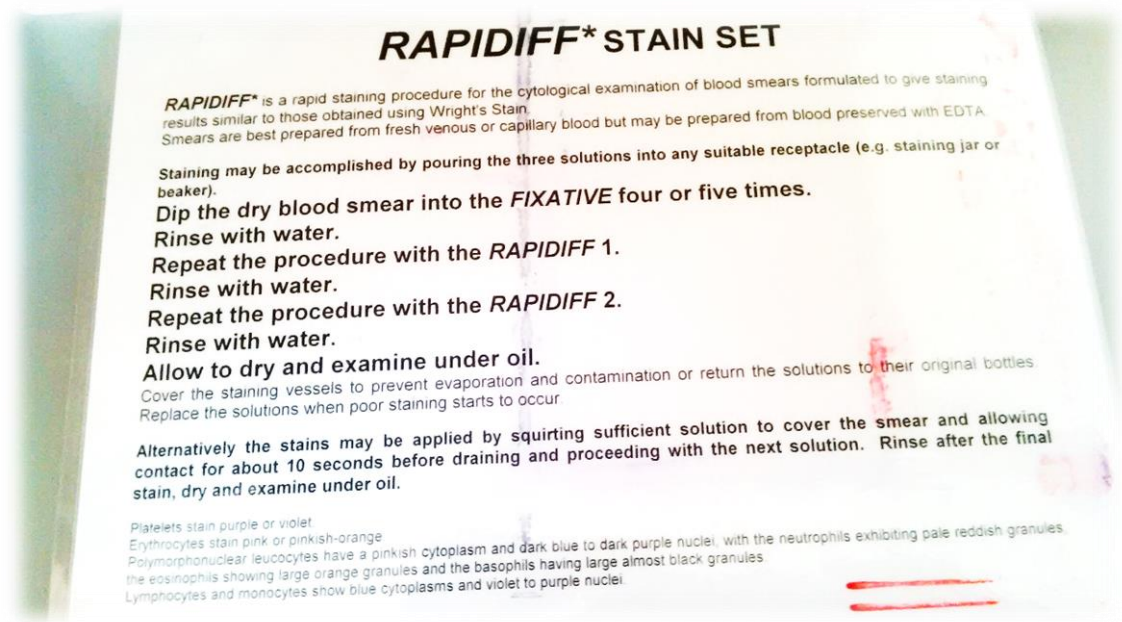 RAPIDIFF* STAIN SET
RAPIDIFF* is a rapid staining procedure for the cytological examination of blood smears formulated to give staining
results similar to those obtained using Wright's Stain.
Smears are best prepared from fresh venous or capillary blood but may be prepared from blood preserved with EDTA.
Staining may be accomplished by pouring the three solutions into any suitable receptacle (e.g. staining jar or
beaker).
Dip the dry blood smear into the FIXATIVE four or five times.
Rinse with water.
Repeat the procedure with the RAPIDIFF 1.
Rinse with water.
Repeat the procedure with the RAPIDIFF 2.
Rinse with water.
Allow to dry and examine under oil.
Cover the staining vessels to prevent evaporation and contamination or return the solutions to their original bottles.
Replace the solutions when poor staining starts to occur.
Alternatively the stains may be applied by squirting sufficient solution to cover the smear and allowing
contact for about 10 seconds before draining and proceeding with the next solution. Rinse after the final
stain, dry and examine under oil.
Platelets stain purple or violet.
Erythrocytes stain pink or pinkish-orange
Polymorphonuclear leucocytes have a pinkish cytoplasm and dark blue to dark purple nuclei, with the neutrophils exhibiting pale reddish granules,
the eosinophils showing large orange granules and the basophils having large almost black granules.
Lymphocytes and monocytes show blue cytoplasms and violet to purple nuclei.